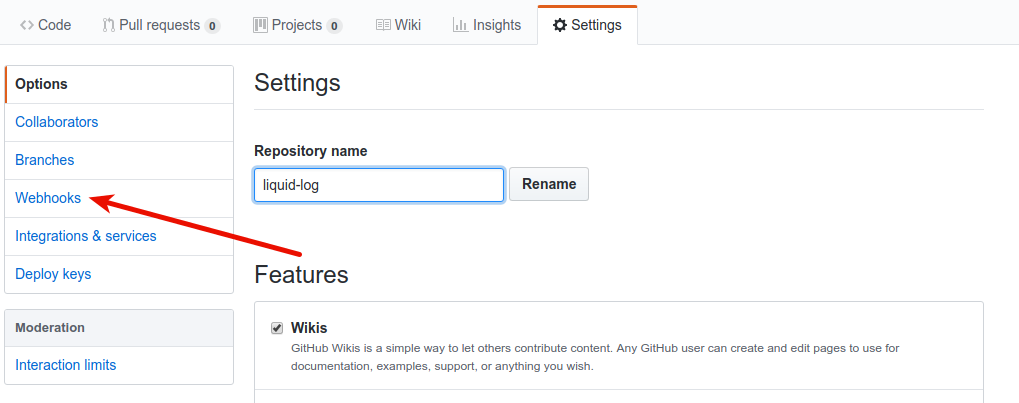 Code Pull requests 0 Projects 0 Wiki Insights Settings
Options
Collaborators
Branches
Webhooks
Integrations & services
Deploy keys
Moderation
Interaction limits
Settings
Repository name
liquid-log Rename
Features
Wikis
GitHub Wikis is a simple way to let others contribute content. Any GitHub user can create and edit pages to use for
documentation, examples, support, or anything you wish.